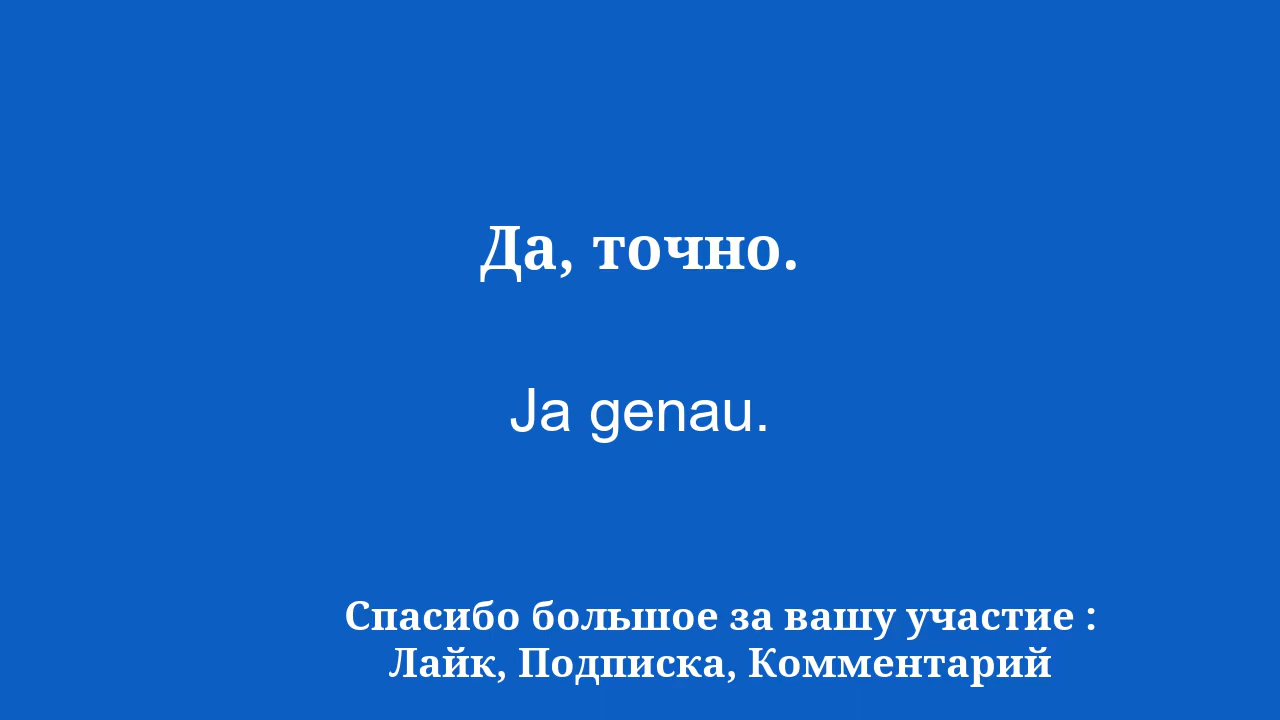 Да, точно.
Ja genau.
Спасибо большое за вашу участие :
Лайк, Подписка, Комментарий